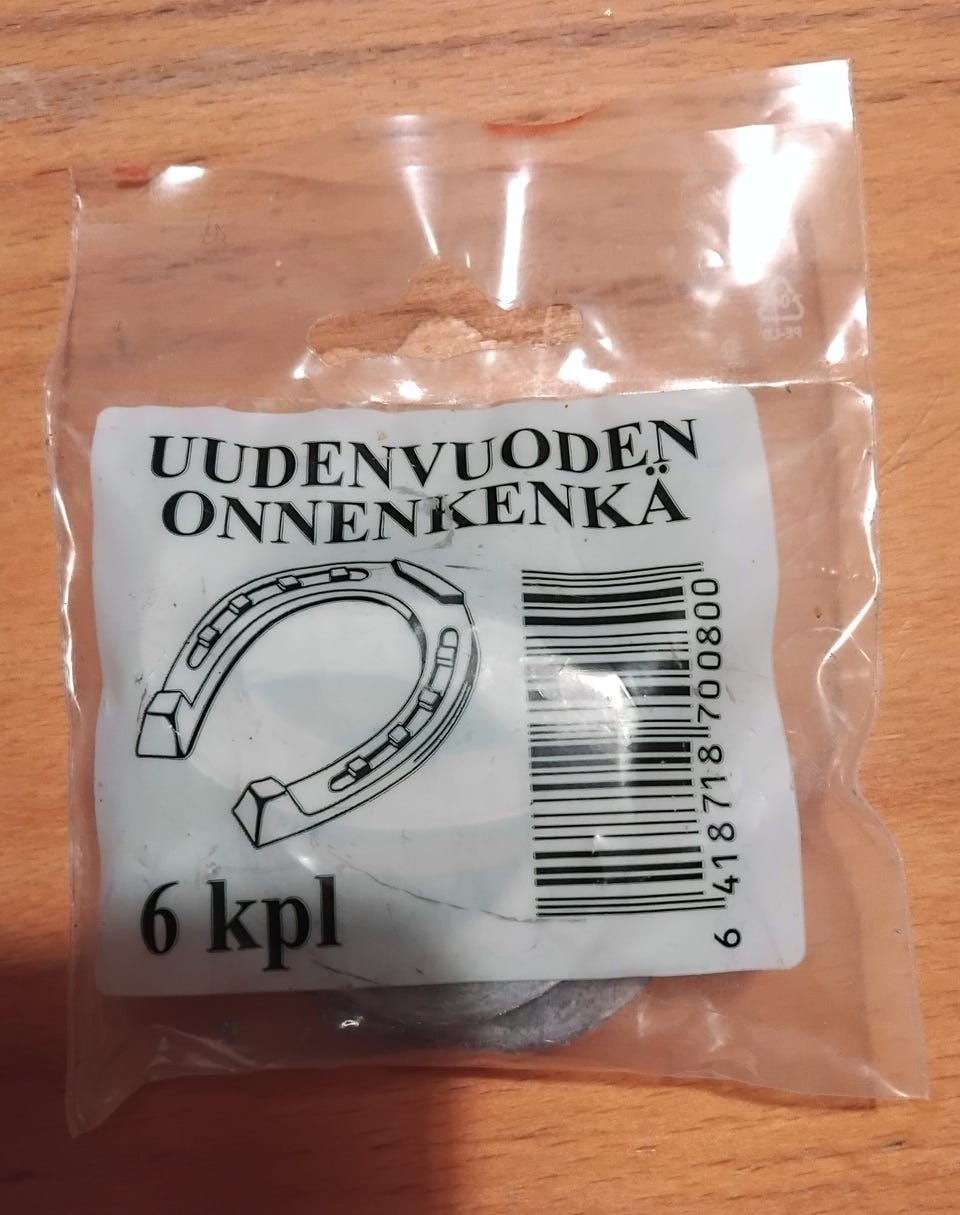 UUDENVUODEN
ONNENKENKÄ
6 kpl
6 418718 700800